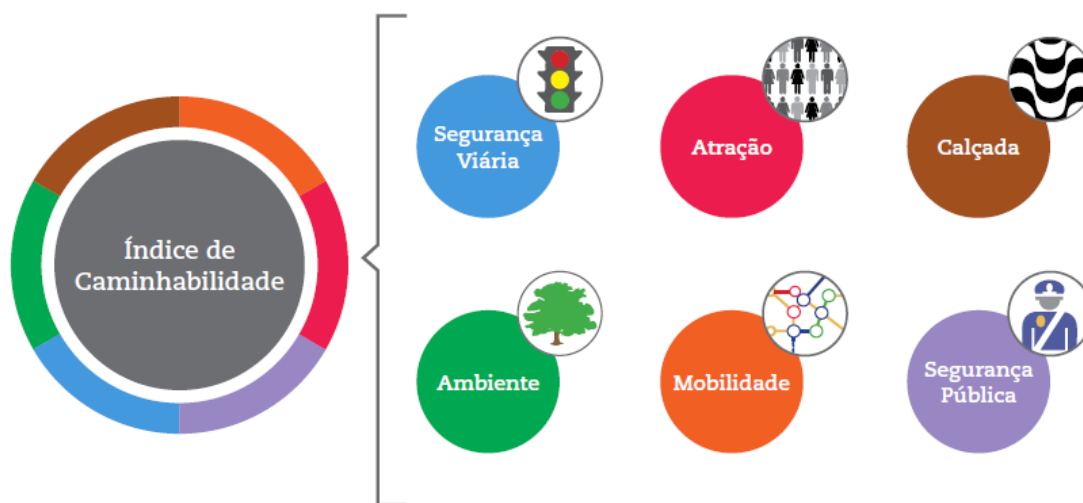 Índice de
Caminhabilidade
Segurança
Viária
Atração
Calçada
Ambiente
Mobilidade
Segurança
Pública